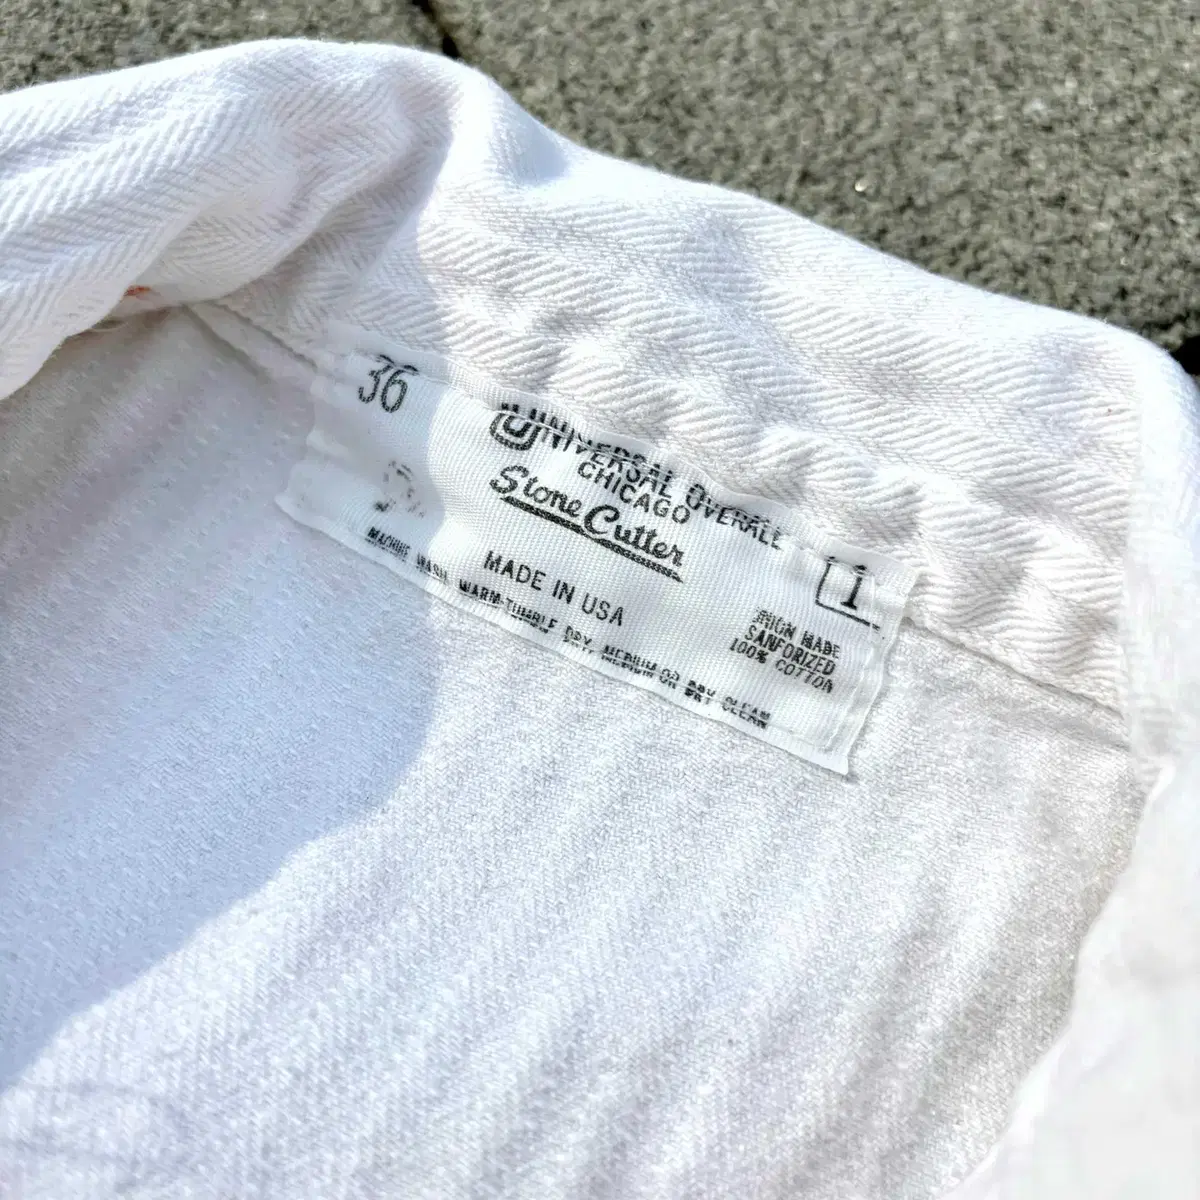 36
UNIVERSAL OVERALL
CHICAGO
Stone Cutter
MADE IN USA
1
UNION MADE
SANFORIZED
100% COTTON
MACHINE WASH WARM-TUMBLE DRY MEDIUM OR DRY CLEAN